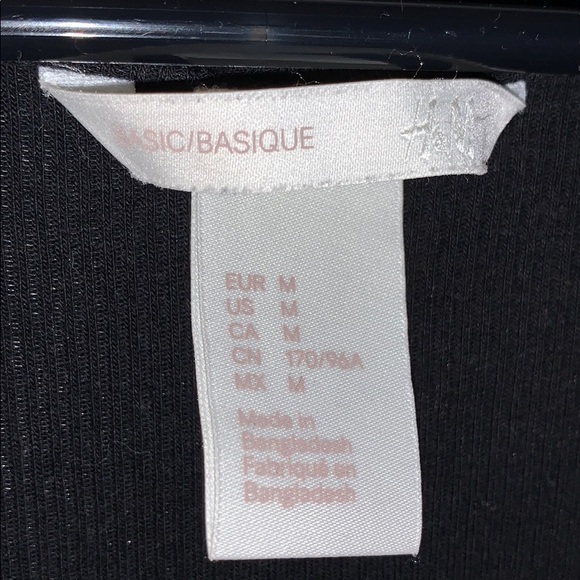 BASIC/BASIQUE
H&M
EUR M
US M
CA M
CN 170/96A
MX M
Made in
Bangladesh
Fabriqué en
Bangladesh